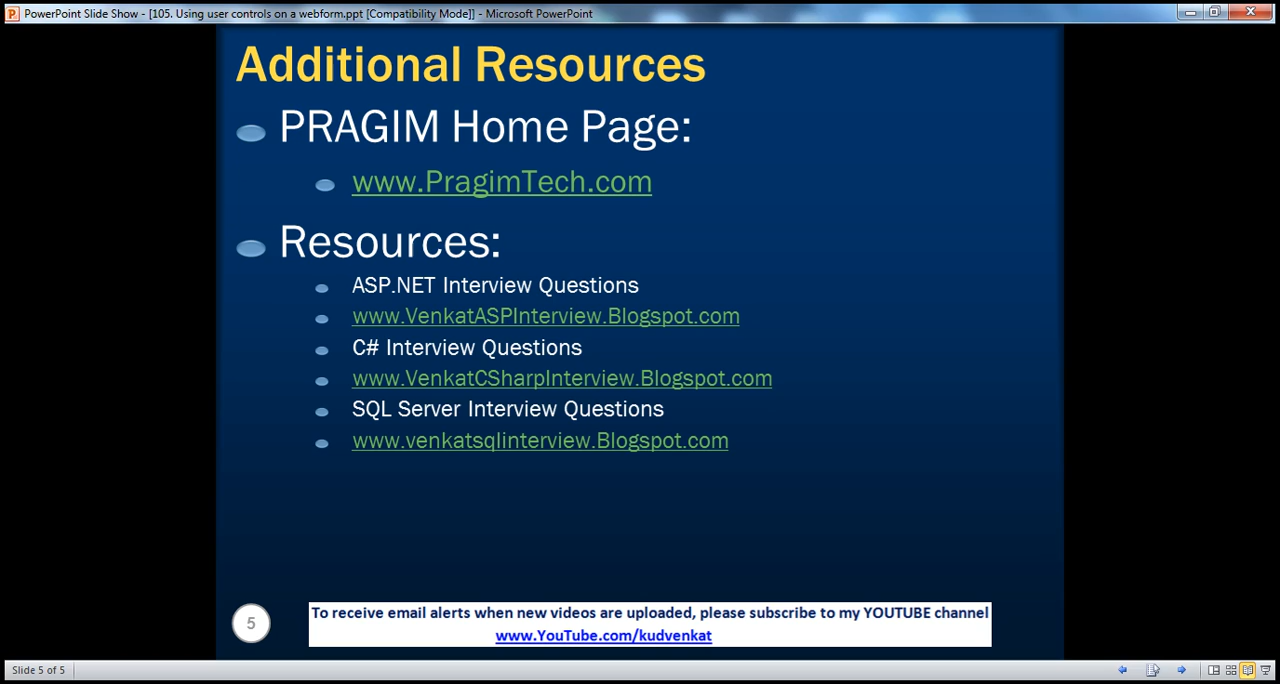 PowerPoint Slide Show - [105. Using user controls on a webform.ppt [Compatibility Mode]] - Microsoft PowerPoint
Additional Resources
PRAGIM Home Page:
www.PragimTech.com
Resources:
ASP.NET Interview Questions
www.VenkatASPInterview.Blogspot.com
C# Interview Questions
www.VenkatCSharpInterview.Blogspot.com
SQL Server Interview Questions
www.venkatsqlinterview.Blogspot.com
5
To receive email alerts when new videos are uploaded, please subscribe to my YOUTUBE channel
www.YouTube.com/kudvenkat
Slide 5 of 5